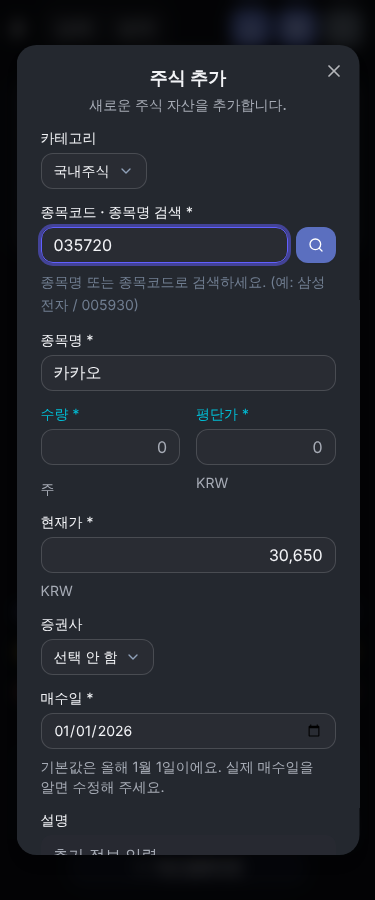 주식 추가
새로운 주식 자산을 추가합니다.
카테고리
국내주식
종목코드 · 종목명 검색 *
035720
종목명 또는 종목코드로 검색하세요. (예: 삼성
전자 / 005930)
종목명 *
카카오
수량 * 평단가 *
0 0
주 KRW
현재가 *
30,650
KRW
증권사
선택 안 함
매수일 *
01/01/2026
기본값은 올해 1월 1일이에요. 실제 매수일을
알면 수정해 주세요.
설명
추가 정보 입력